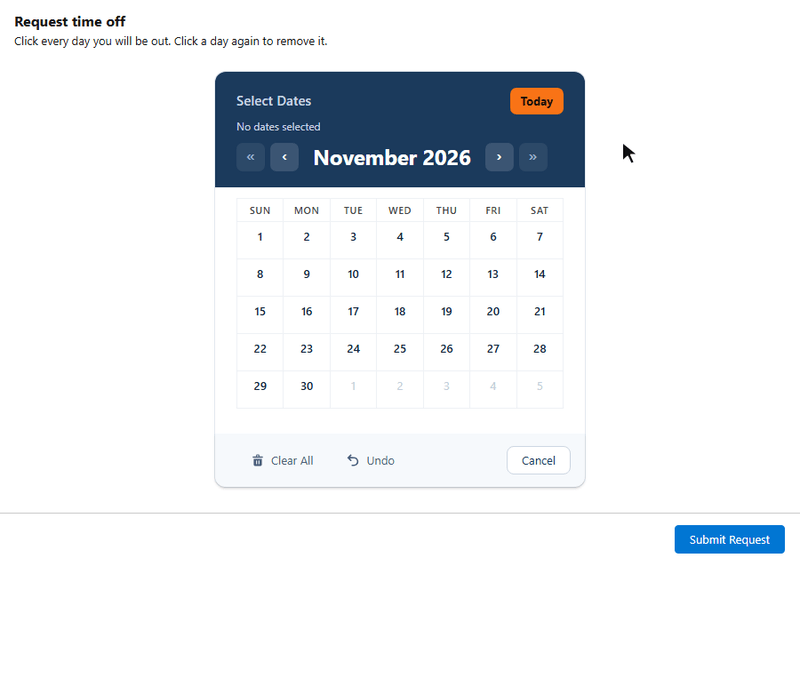 Request time off
Click every day you will be out. Click a day again to remove it.
Select Dates
Today
No dates selected
« ‹ November 2026 › »
SUN MON TUE WED THU FRI SAT
1 2 3 4 5 6 7
8 9 10 11 12 13 14
15 16 17 18 19 20 21
22 23 24 25 26 27 28
29 30 1 2 3 4 5
Clear All Undo Cancel
Submit Request